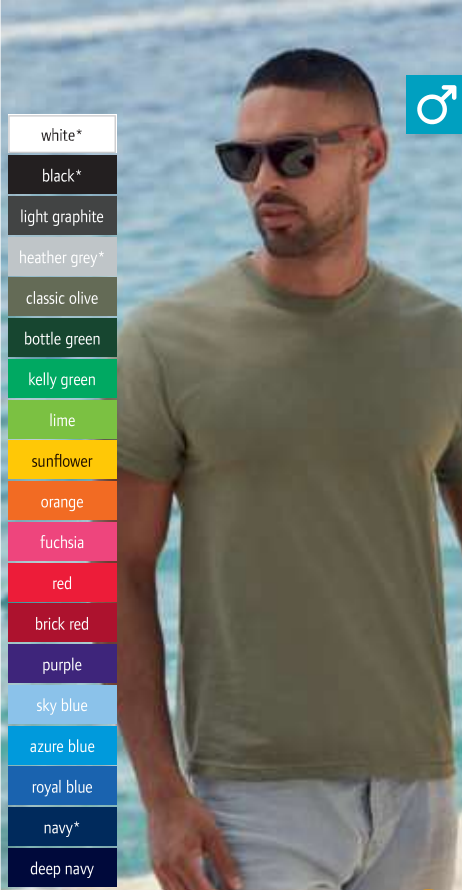 white*
black*
light graphite
heather grey*
classic olive
bottle green
kelly green
lime
sunflower
orange
fuchsia
red
brick red
purple
sky blue
azure blue
royal blue
navy*
deep navy